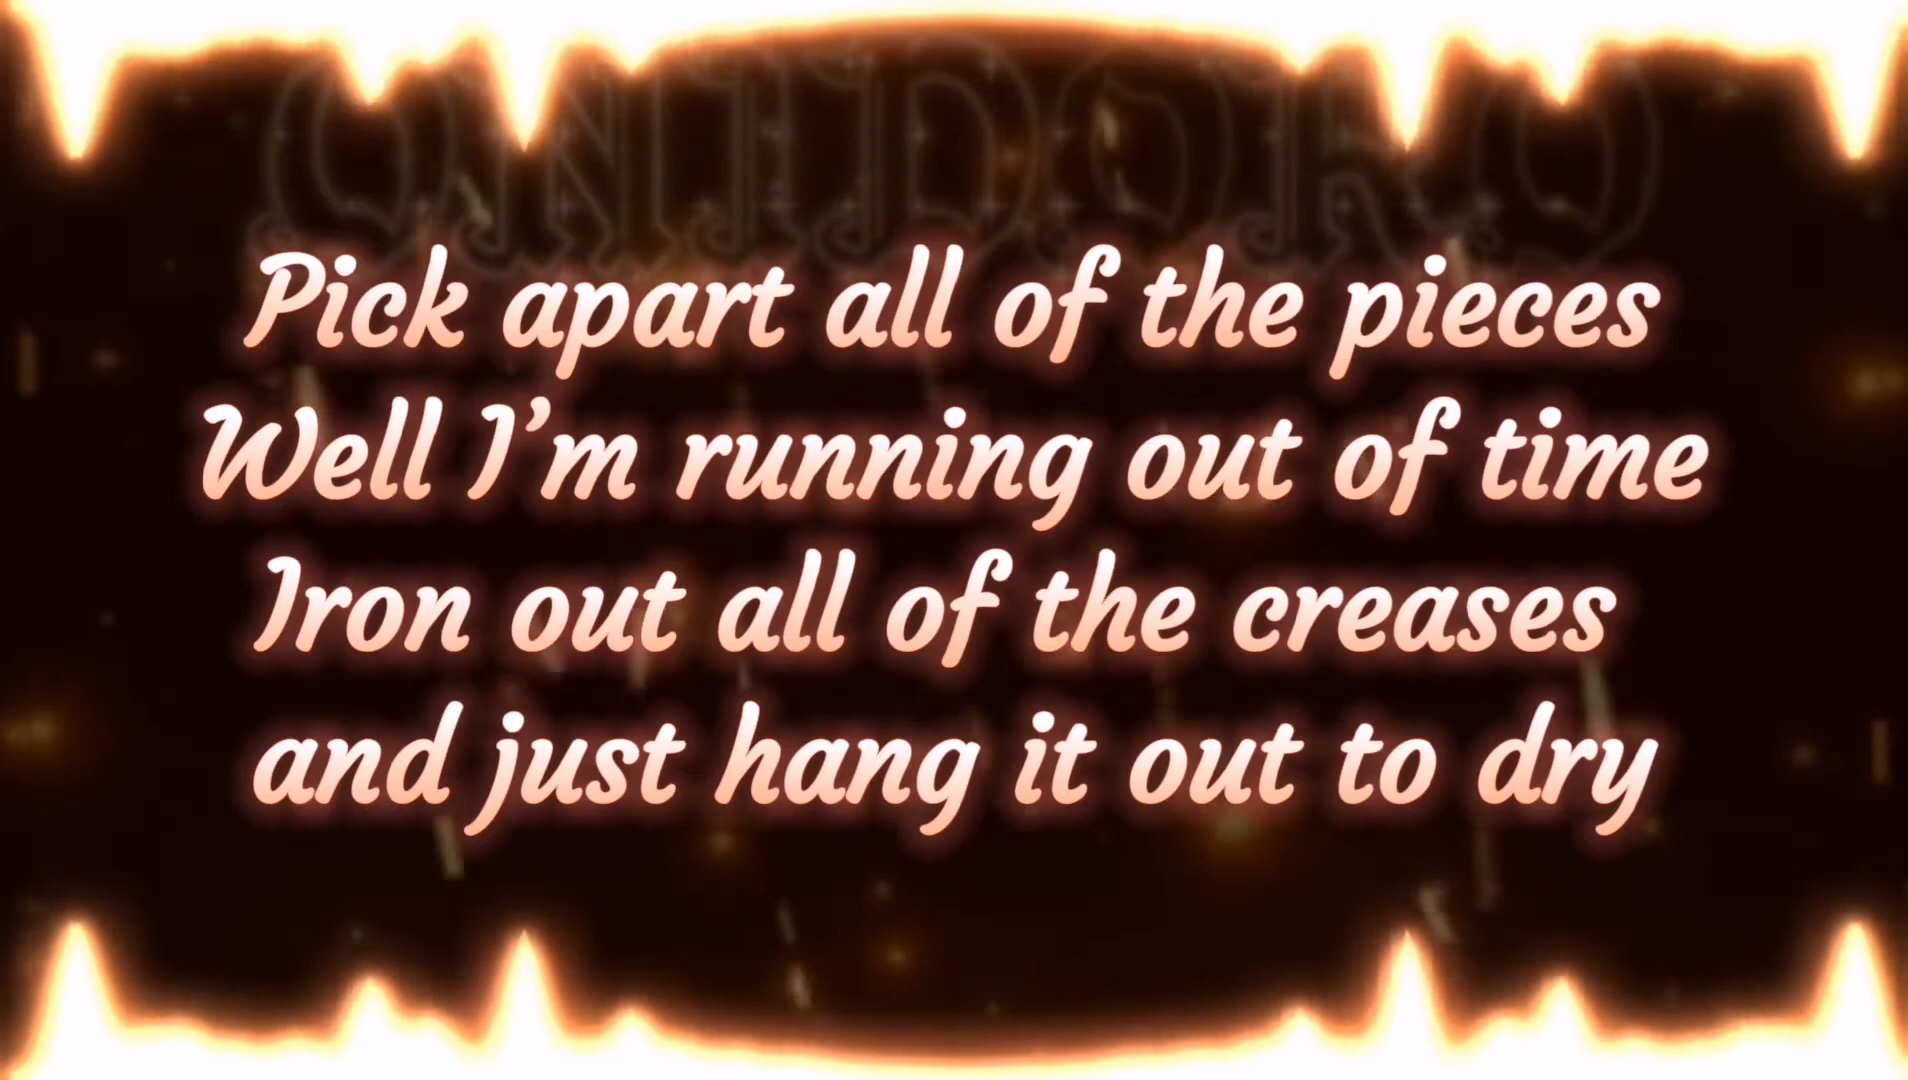 ONIDOKO
Pick apart all of the pieces
Well I’m running out of time
Iron out all of the creases
and just hang it out to dry